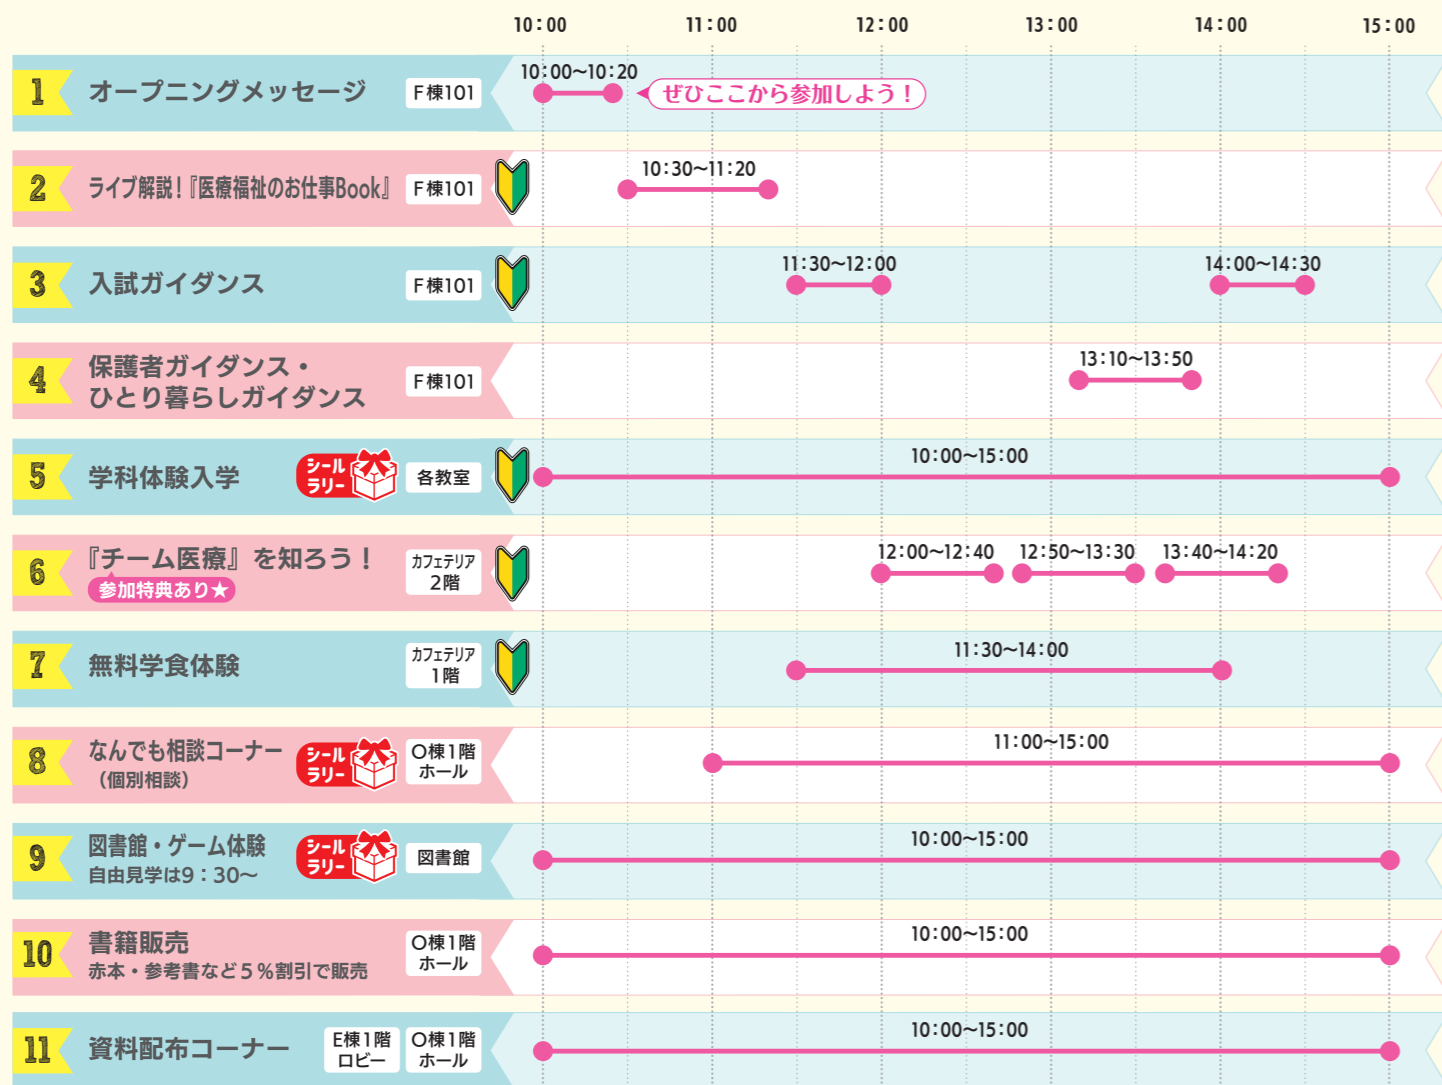 10:00 11:00 12:00 13:00 14:00 15:00
1 オープニングメッセージ F棟101 10:00〜10:20 ぜひここから参加しよう！
2 ライブ解説！『医療福祉のお仕事Book』 F棟101 10:30〜11:20
3 入試ガイダンス F棟101 11:30〜12:00 14:00〜14:30
4 保護者ガイダンス・
ひとり暮らしガイダンス F棟101 13:10〜13:50
5 学科体験入学 シール
ラリー 各教室 10:00〜15:00
6 『チーム医療』を知ろう！
参加特典あり★
カフェテリア
2階
12:00〜12:40 12:50〜13:30 13:40〜14:20
7 無料学食体験
カフェテリア
1階
11:30〜14:00
8 なんでも相談コーナー
（個別相談）
シール
ラリー
O棟1階
ホール
11:00〜15:00
9 図書館・ゲーム体験
自由見学は9：30〜
シール
ラリー
図書館
10:00〜15:00
10 書籍販売
赤本・参考書など5％割引で販売
O棟1階
ホール
10:00〜15:00
11 資料配布コーナー
E棟1階
ロビー
O棟1階
ホール
10:00〜15:00